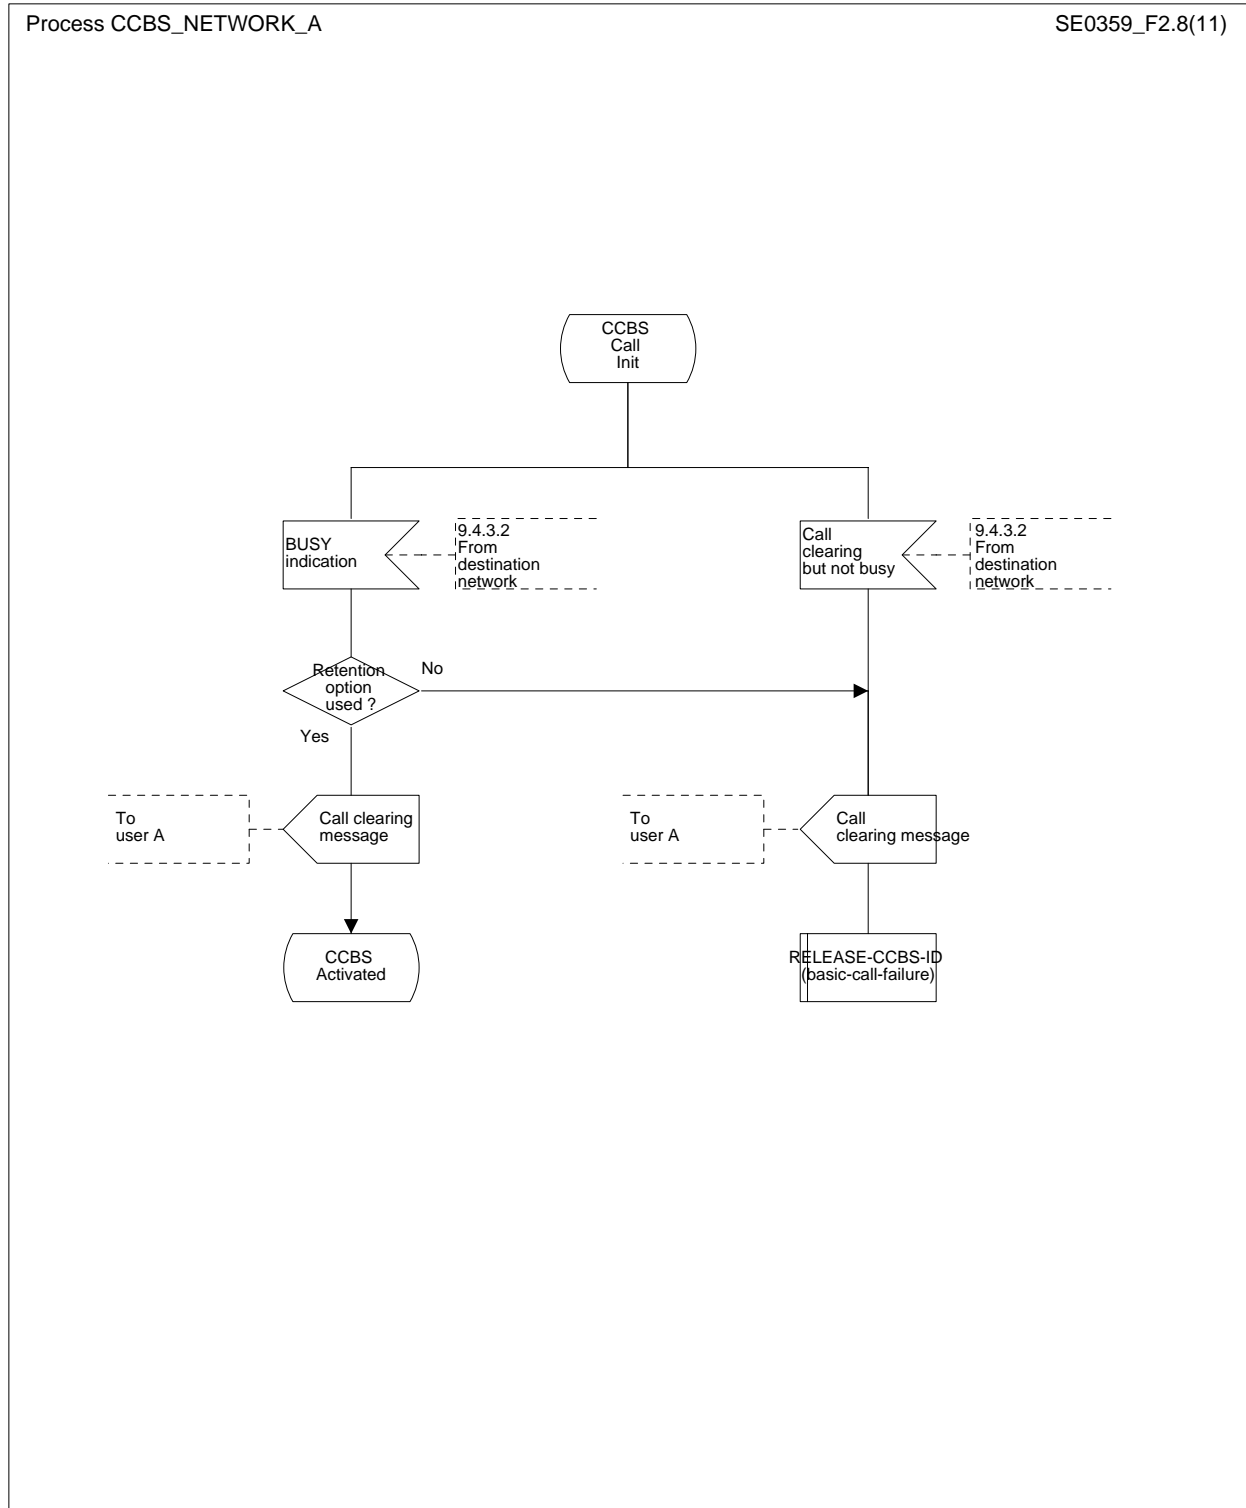 Process CCBS_NETWORK_A
SE0359_F2.8(11)
CCBS
Call
Init
BUSY
indication
9.4.3.2
From
destination
network
Call
clearing
but not busy
9.4.3.2
From
destination
network
Retention
option
used ?
No
Yes
To
user A
Call clearing
message
To
user A
Call
clearing message
CCBS
Activated
RELEASE-CCBS-ID
(basic-call-failure)